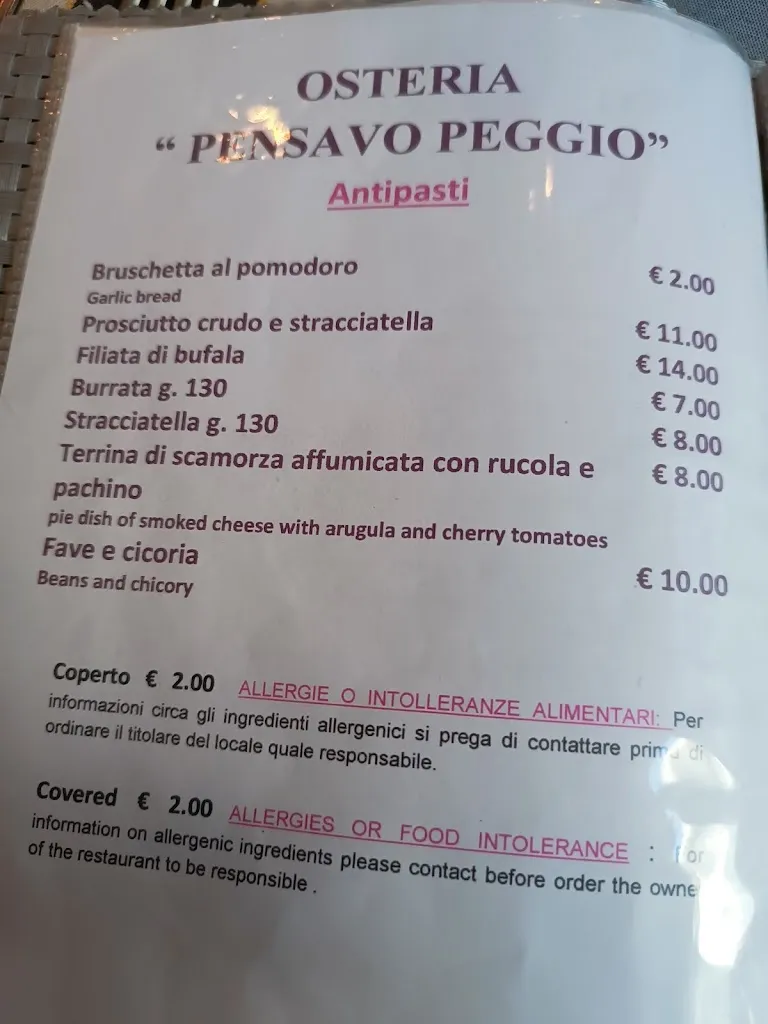 OSTERIA
“ PENSAVO PEGGIO”
Antipasti
Bruschetta al pomodoro € 2.00
Garlic bread
Prosciutto crudo e stracciatella € 11.00
Filiata di bufala € 14.00
Burrata g. 130 € 7.00
Stracciatella g. 130 € 8.00
Terrina di scamorza affumicata con rucola e € 8.00
pachino
pie dish of smoked cheese with arugula and cherry tomatoes
Fave e cicoria € 10.00
Beans and chicory
Coperto € 2.00 ALLERGIE O INTOLLERANZE ALIMENTARI: Per
informazioni circa gli ingredienti allergenici si prega di contattare prima di
ordinare il titolare del locale quale responsabile.
Covered € 2.00 ALLERGIES OR FOOD INTOLERANCE : For
information on allergenic ingredients please contact before order the owne
of the restaurant to be responsible .